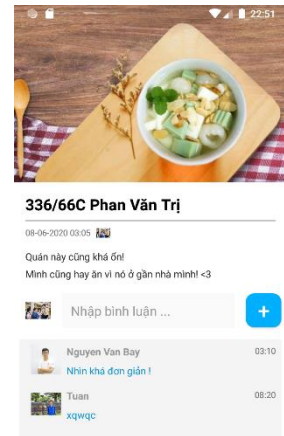 22:51
336/66C Phan Văn Trị
08-06-2020 03:05
Quán này cũng khá ổn!
Mình cũng hay ăn vì nó ở gần nhà mình! <3
Nhập bình luận ...
+
Nguyen Van Bay 03:10
Nhìn khá đơn giản !
Tuan 08:20
xqwqc